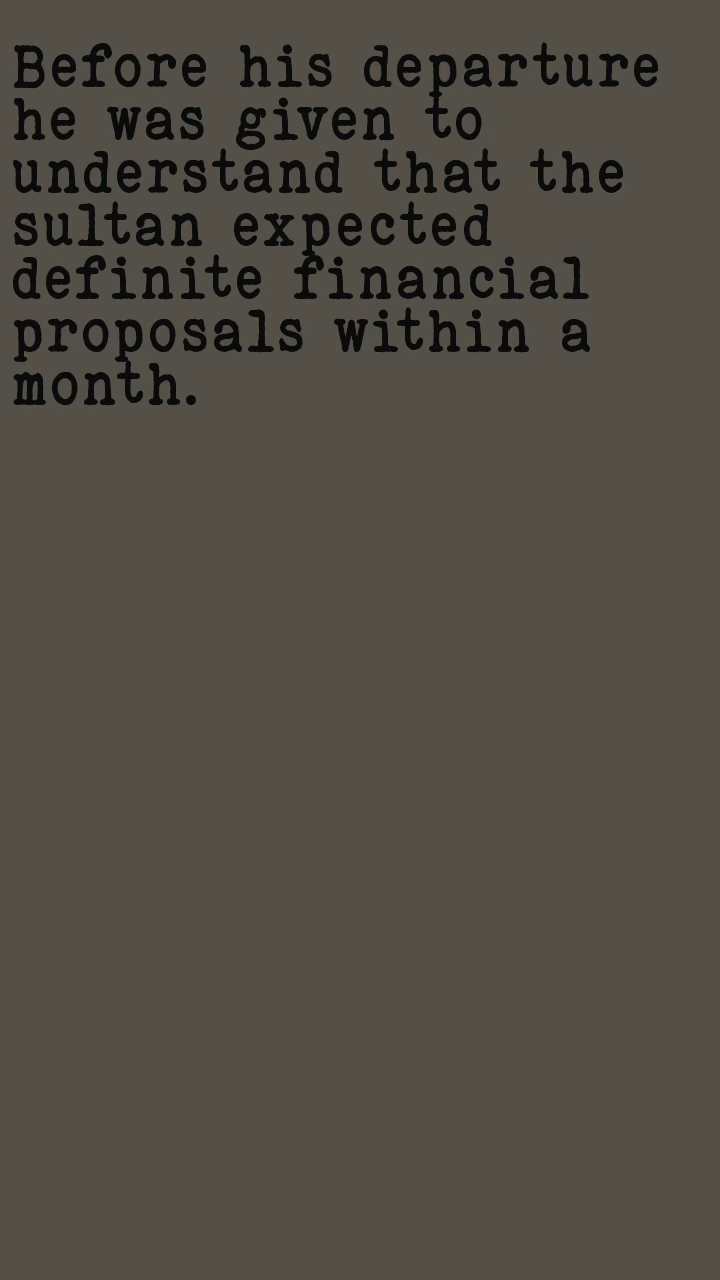 Before his departure
he was given to
understand that the
sultan expected
definite financial
proposals within a
month.